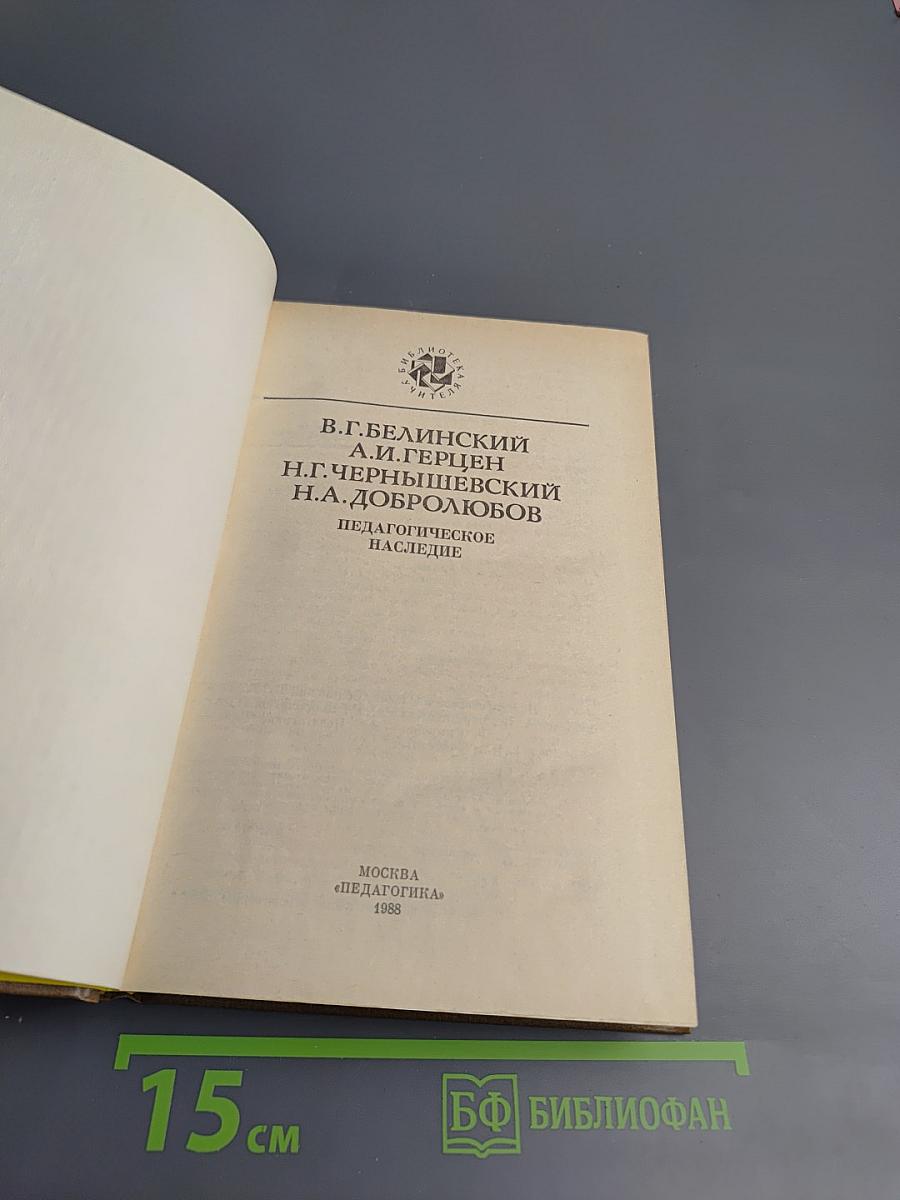 БИБЛИОТЕКА УЧИТЕЛЯ
В.Г.БЕЛИНСКИЙ
А.И.ГЕРЦЕН
Н.Г.ЧЕРНЫШЕВСКИЙ
Н.А.ДОБРОЛЮБОВ
ПЕДАГОГИЧЕСКОЕ
НАСЛЕДИЕ
МОСКВА
«ПЕДАГОГИКА»
1988
15 см
БФ БИБЛИОФАН